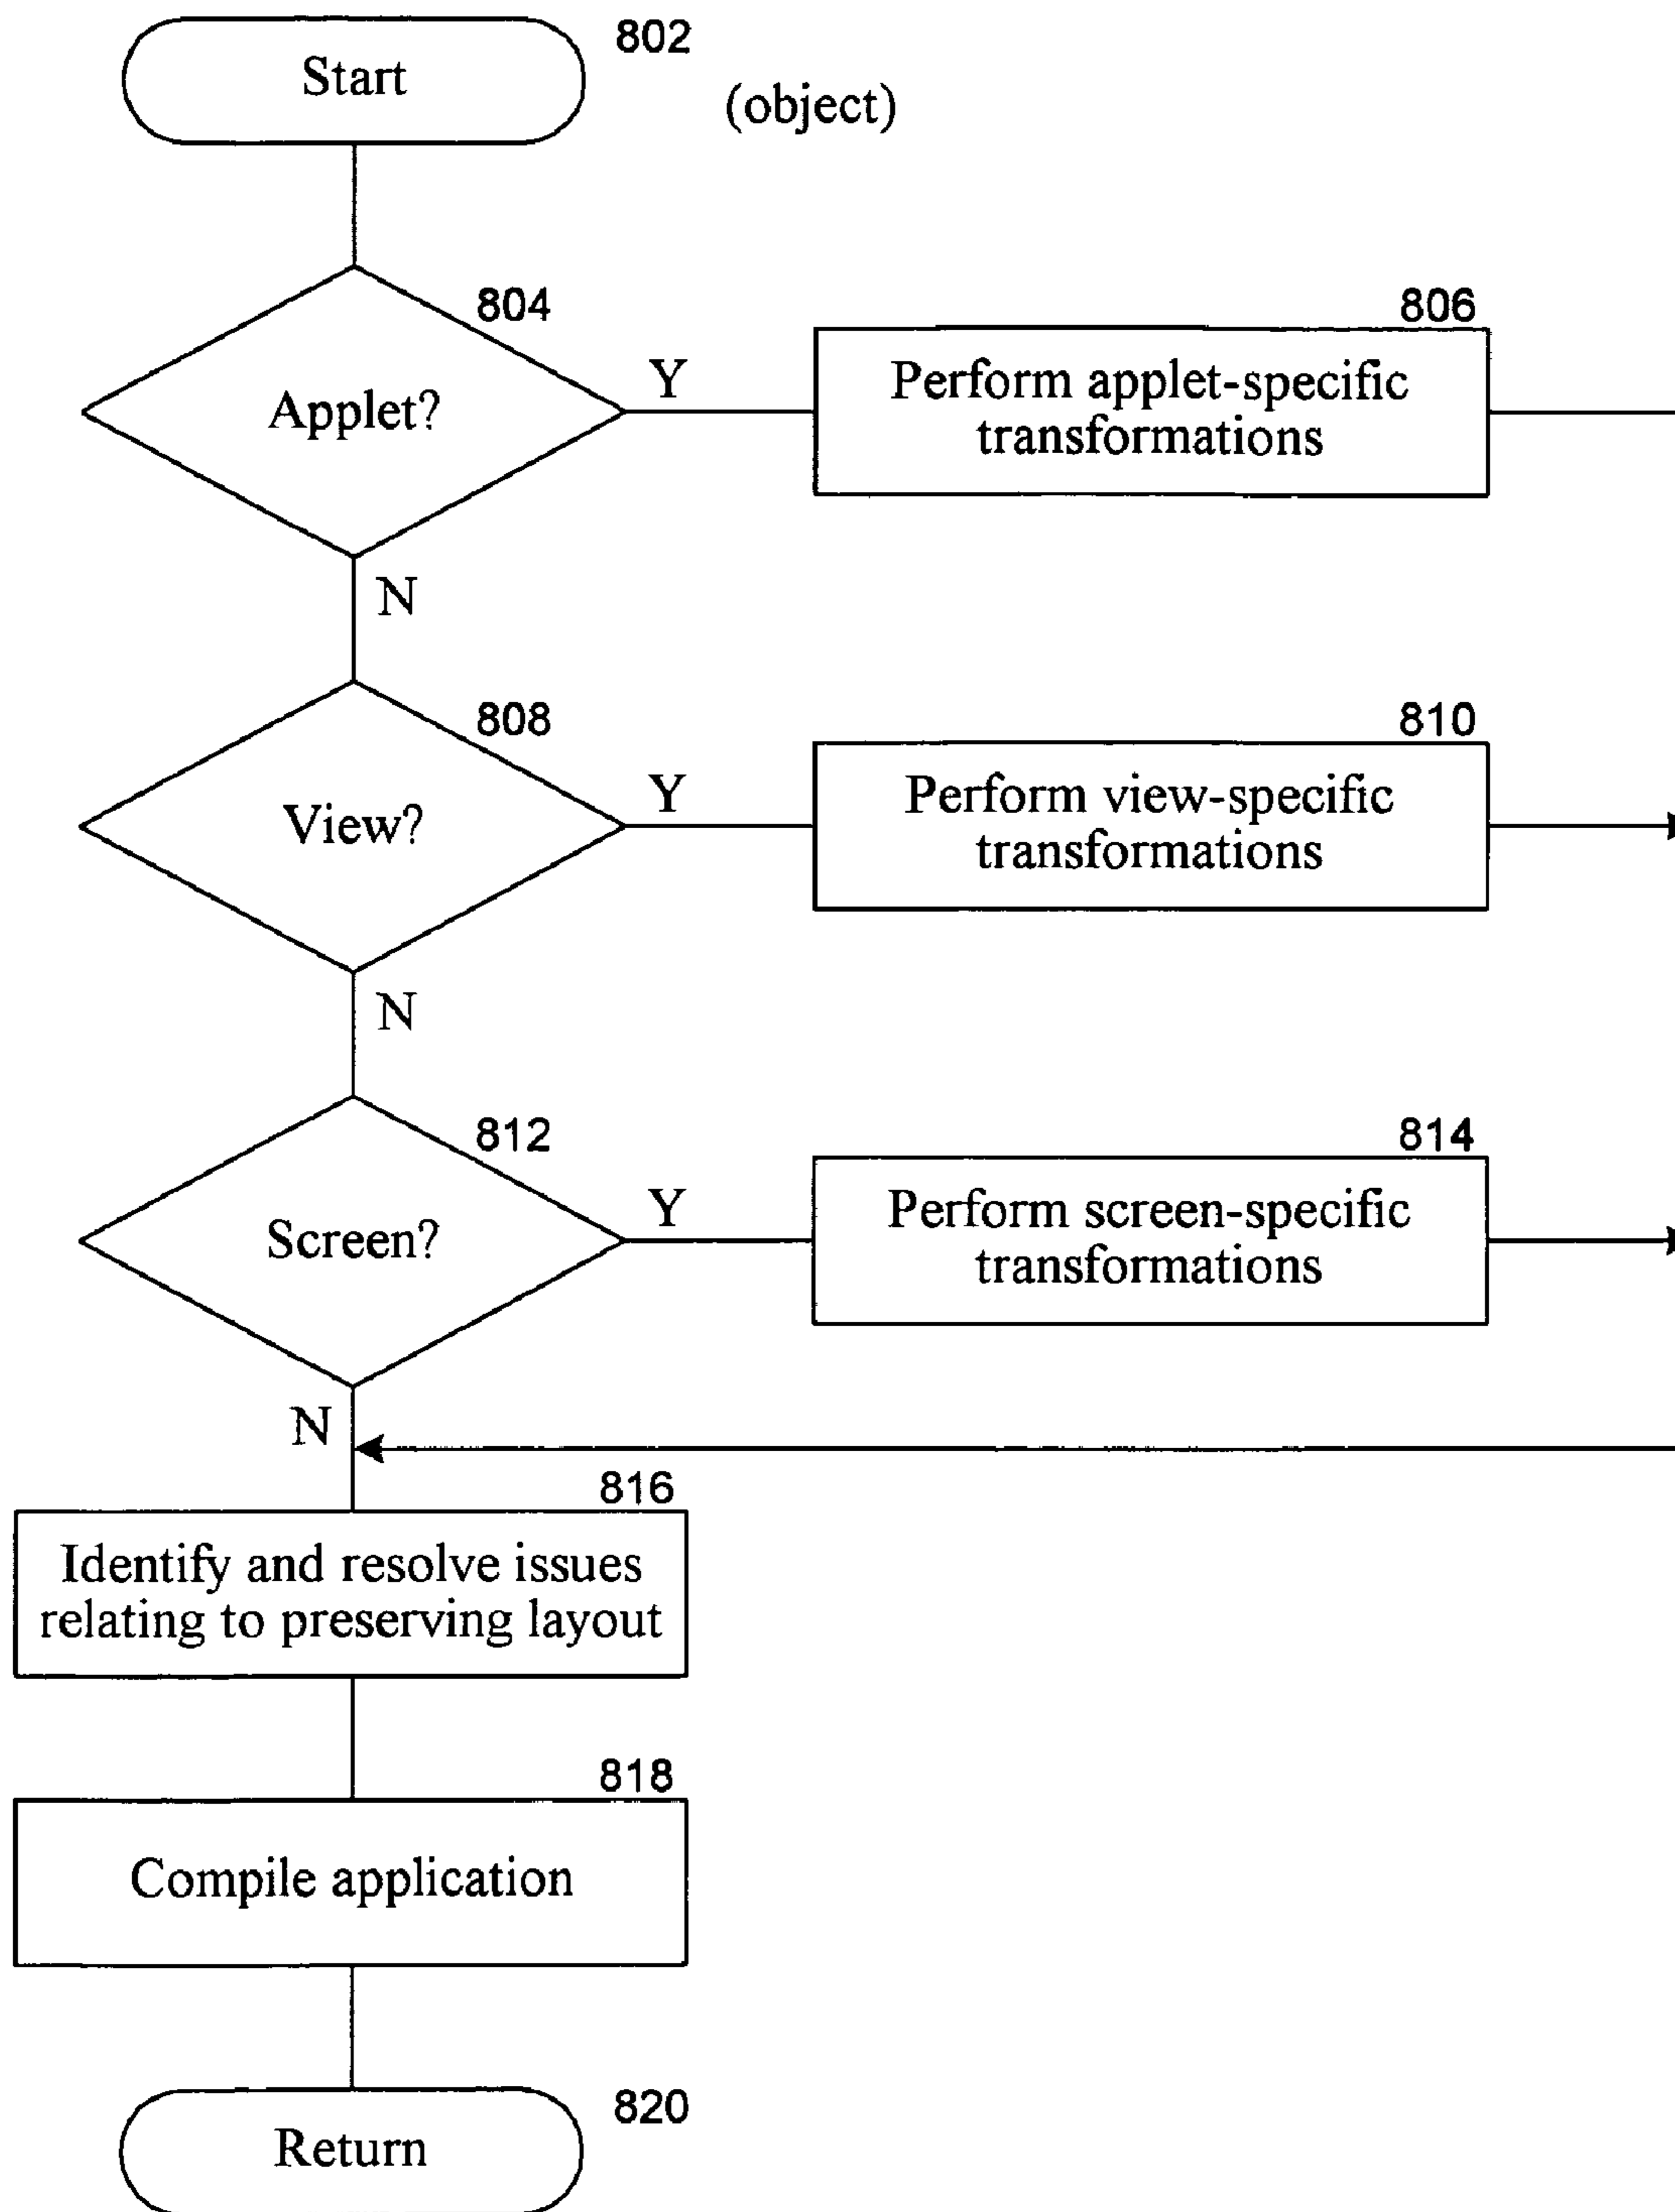 802
Start
(object)
804
Applet?
Y
806
Perform applet-specific
transformations
N
808
View?
Y
810
Perform view-specific
transformations
N
812
Screen?
Y
814
Perform screen-specific
transformations
N
816
Identify and resolve issues
relating to preserving layout
818
Compile application
820
Return